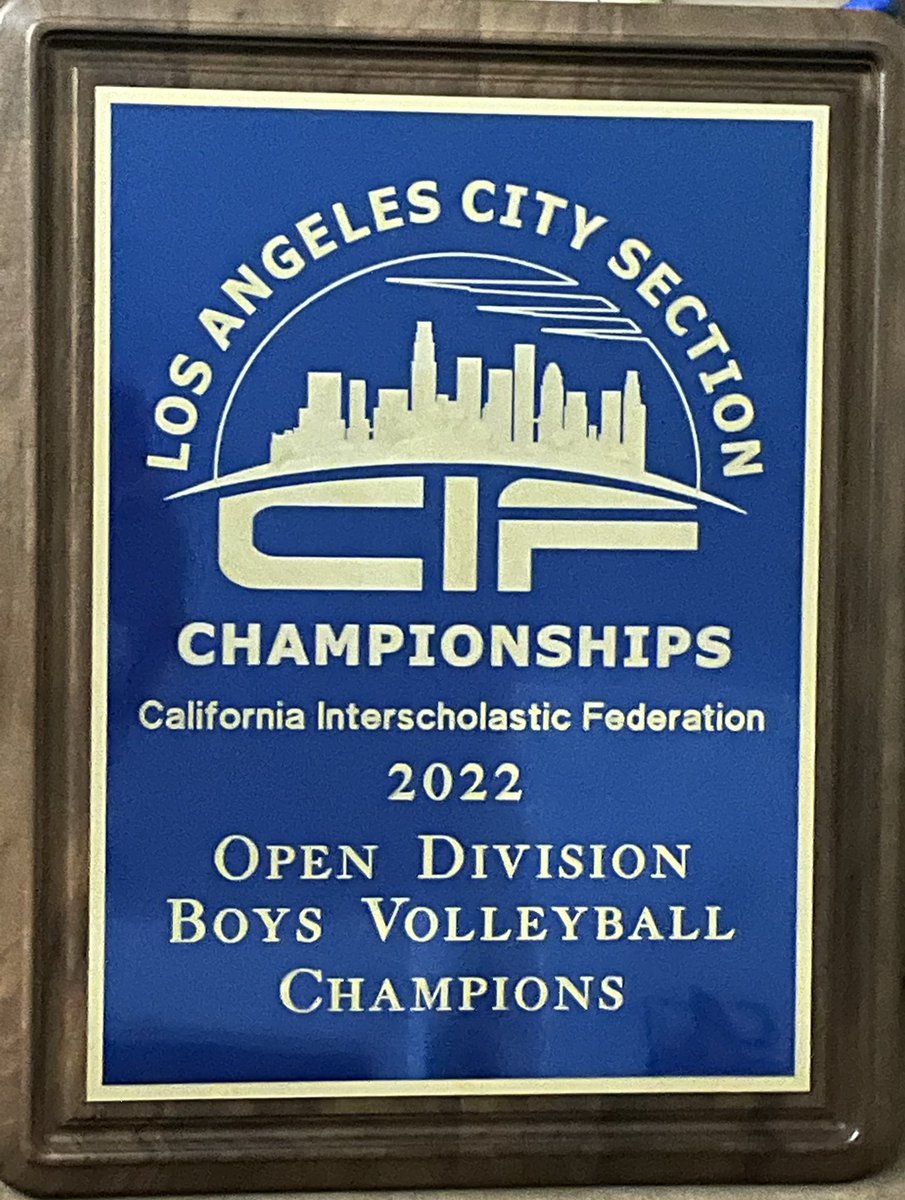 LOS ANGELES CITY SECTION
CIF
CHAMPIONSHIPS
California Interscholastic Federation
2022
OPEN DIVISION
BOYS VOLLEYBALL
CHAMPIONS